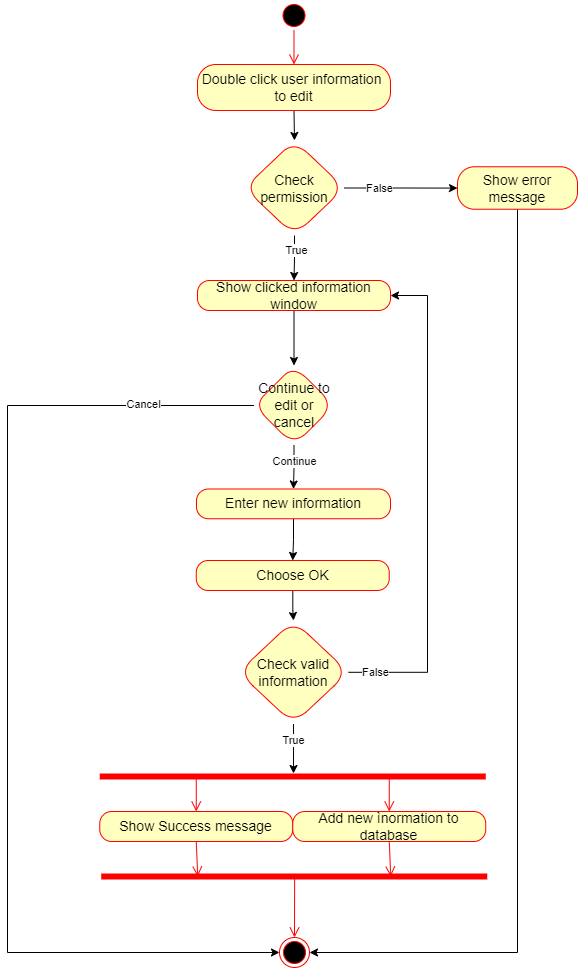 Double click user information
to edit
Check
permission
False
Show error
message
True
Show clicked information
window
Continue to
edit or
cancel
Cancel
Continue
Enter new information
Choose OK
Check valid
information
False
True
Show Success message
Add new inormation to
database